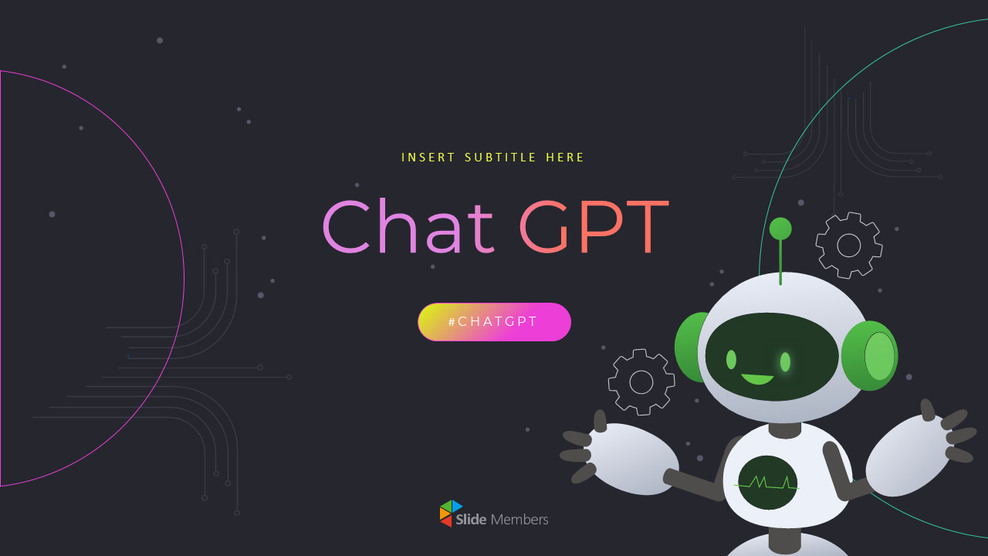 INSERT SUBTITLE HERE
Chat GPT
#CHATGPT
Slide Members